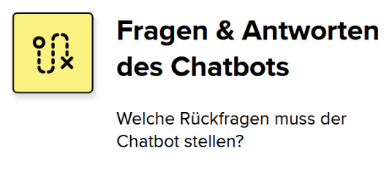 Fragen & Antworten
des Chatbots
Welche Rückfragen muss der
Chatbot stellen?